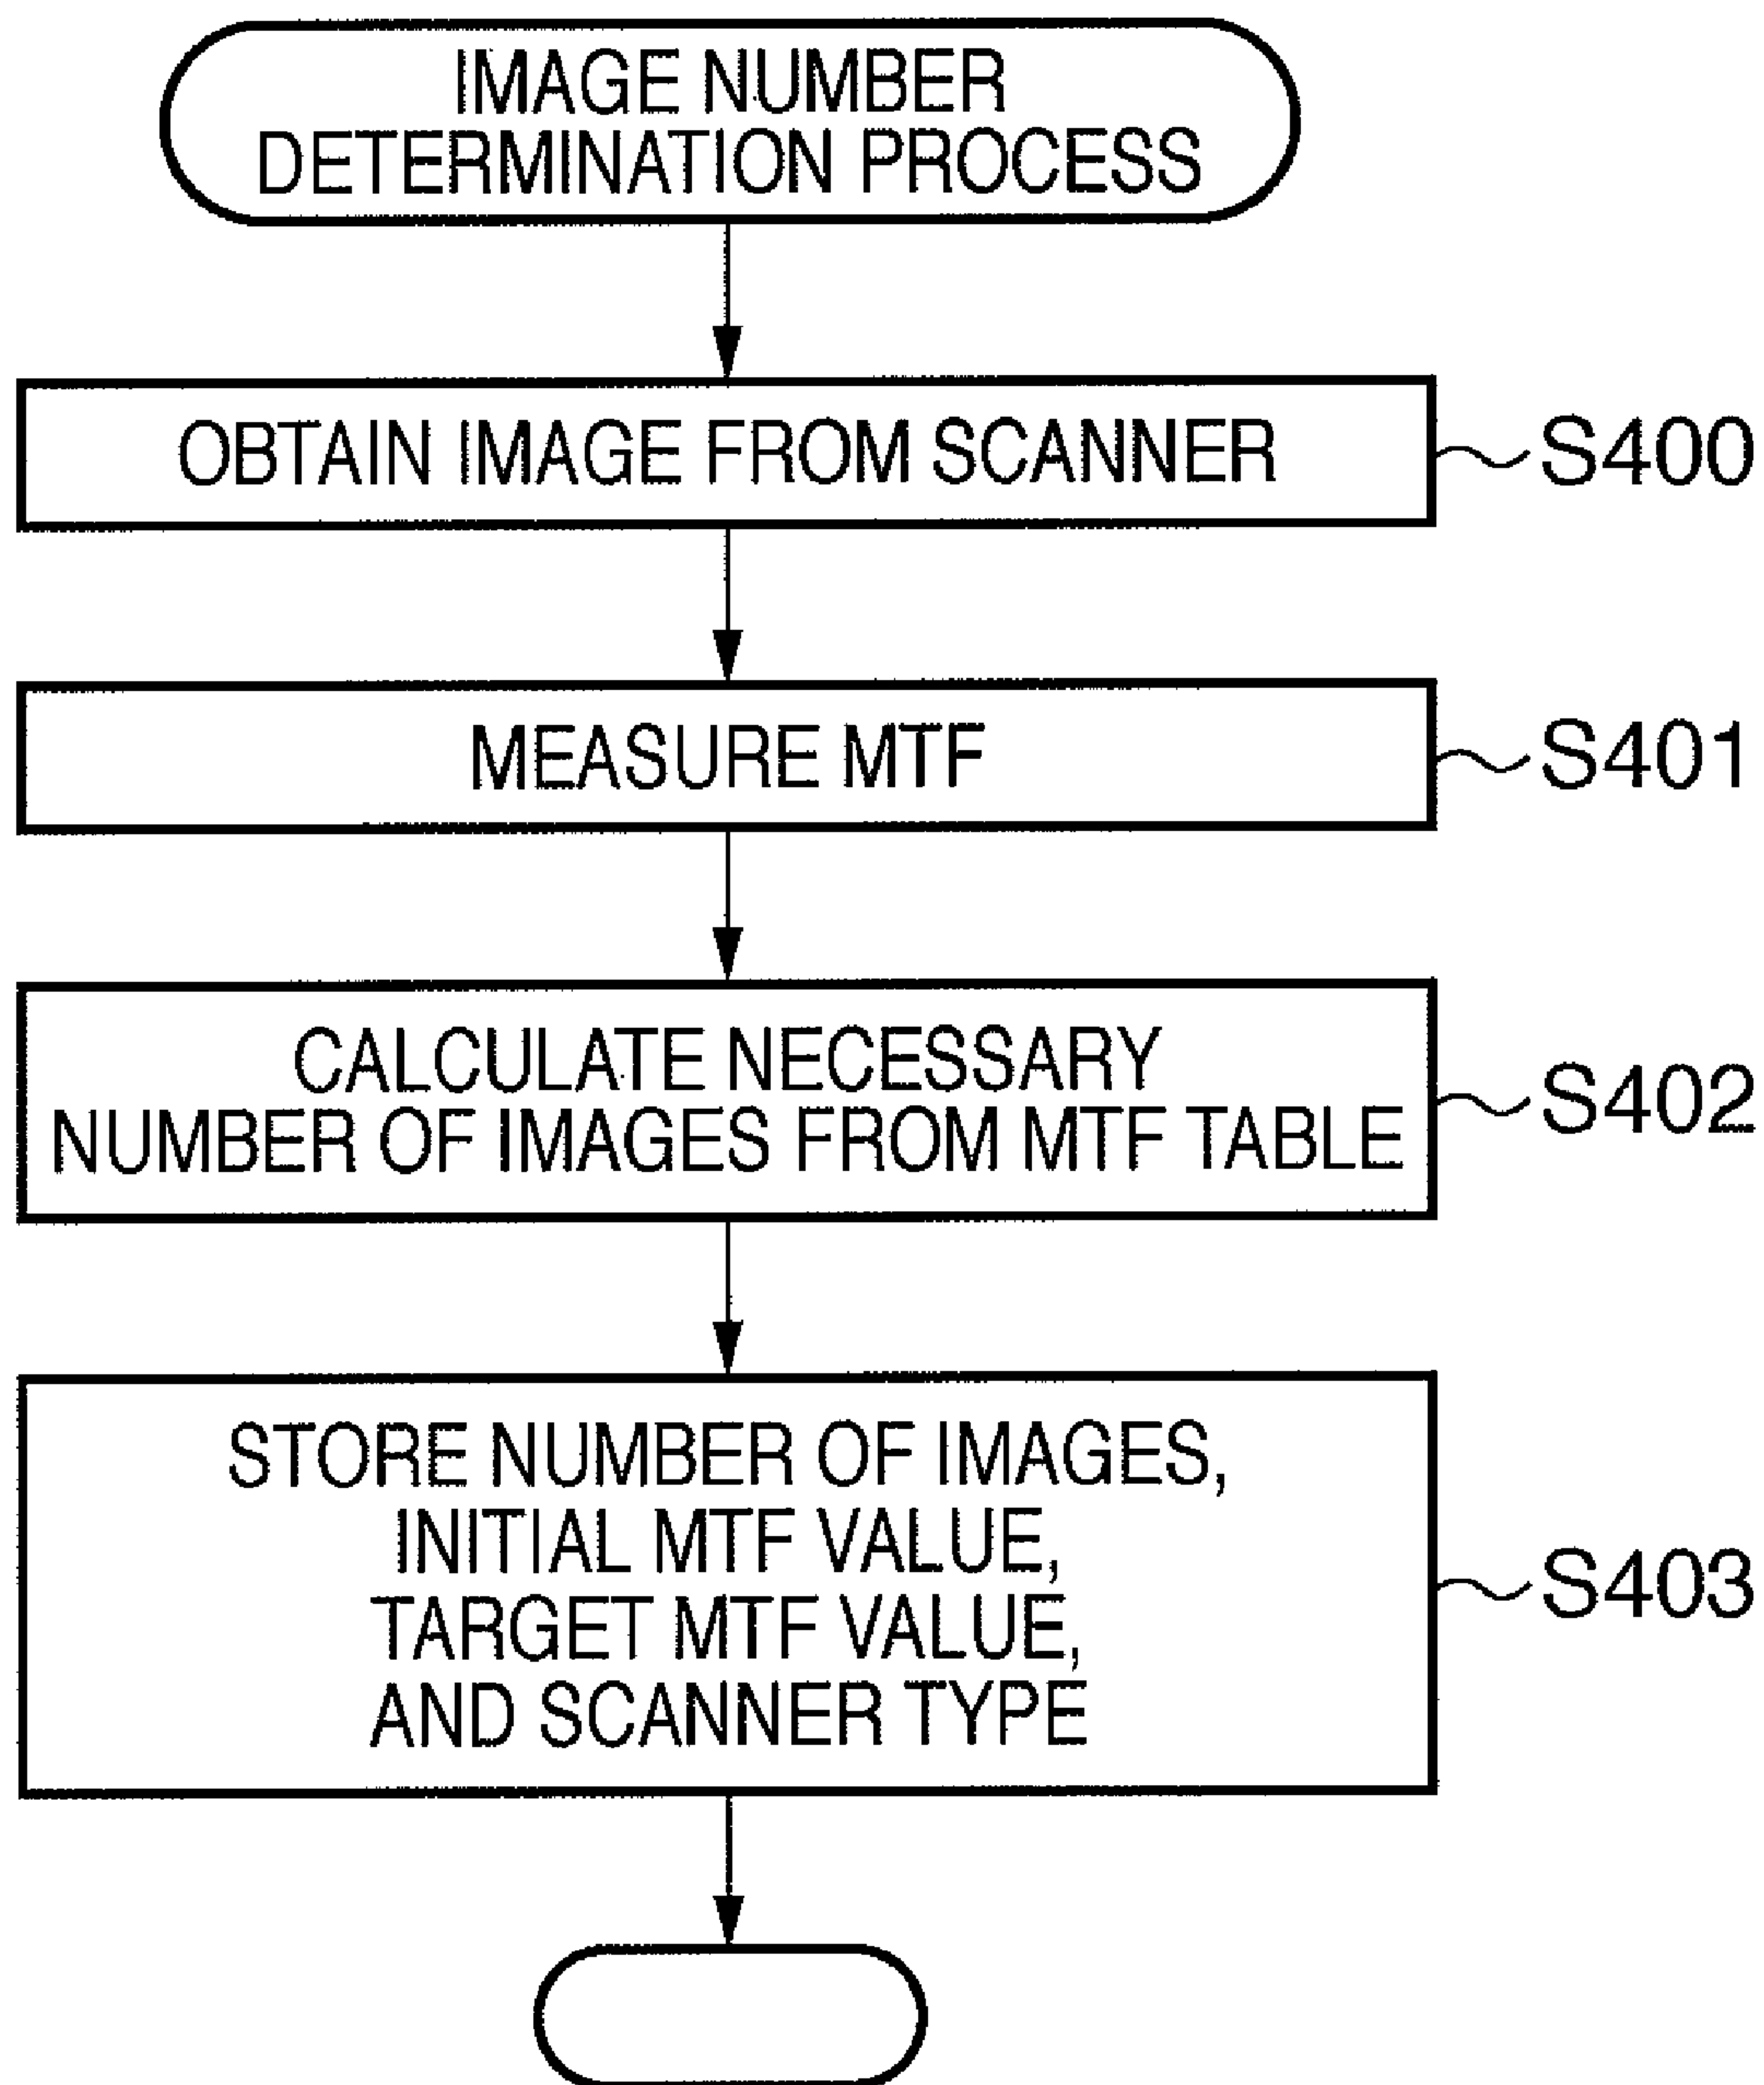 IMAGE NUMBER
DETERMINATION PROCESS
OBTAIN IMAGE FROM SCANNER
S400
MEASURE MTF
S401
CALCULATE NECESSARY
NUMBER OF IMAGES FROM MTF TABLE
S402
STORE NUMBER OF IMAGES,
INITIAL MTF VALUE,
TARGET MTF VALUE,
AND SCANNER TYPE
S403